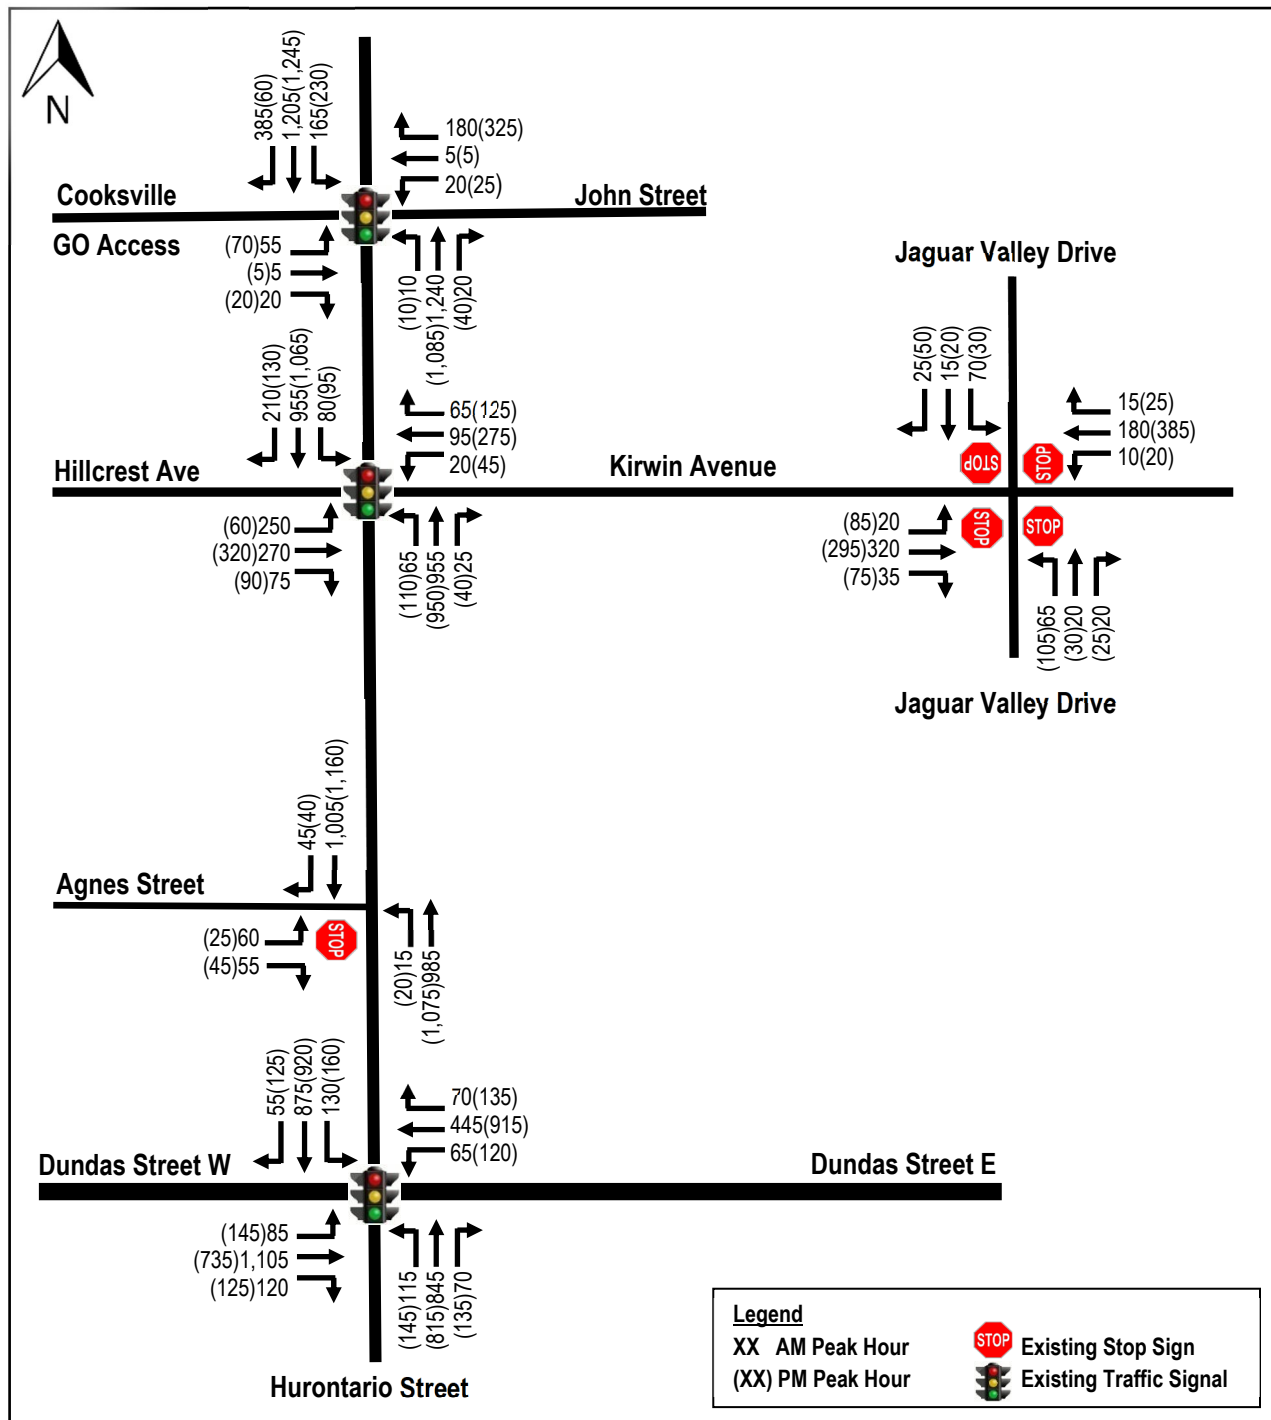 N
385(60)
1,205(1,245)
165(230)
180(325)
5(5)
20(25)
Cooksville
John Street
GO Access
(70)55
(5)5
(20)20
(10)10
(1,085)1,240
(40)20
Jaguar Valley Drive
210(130)
955(1,065)
80(95)
65(125)
95(275)
20(45)
25(50)
15(20)
70(30)
15(25)
180(385)
10(20)
Hillcrest Ave
Kirwin Avenue
STOP
STOP
STOP
STOP
(60)250
(320)270
(90)75
(110)65
(950)955
(40)25
(85)20
(295)320
(75)35
(105)65
(30)20
(25)20
Jaguar Valley Drive
45(40)
1,005(1,160)
Agnes Street
STOP
(25)60
(45)55
(20)15
(1,075)985
55(125)
875(920)
130(160)
70(135)
445(915)
65(120)
Dundas Street W
Dundas Street E
(145)85
(735)1,105
(125)120
(145)115
(815)845
(135)70
Hurontario Street
Legend
XX AM Peak Hour
STOP Existing Stop Sign
(XX) PM Peak Hour
Existing Traffic Signal